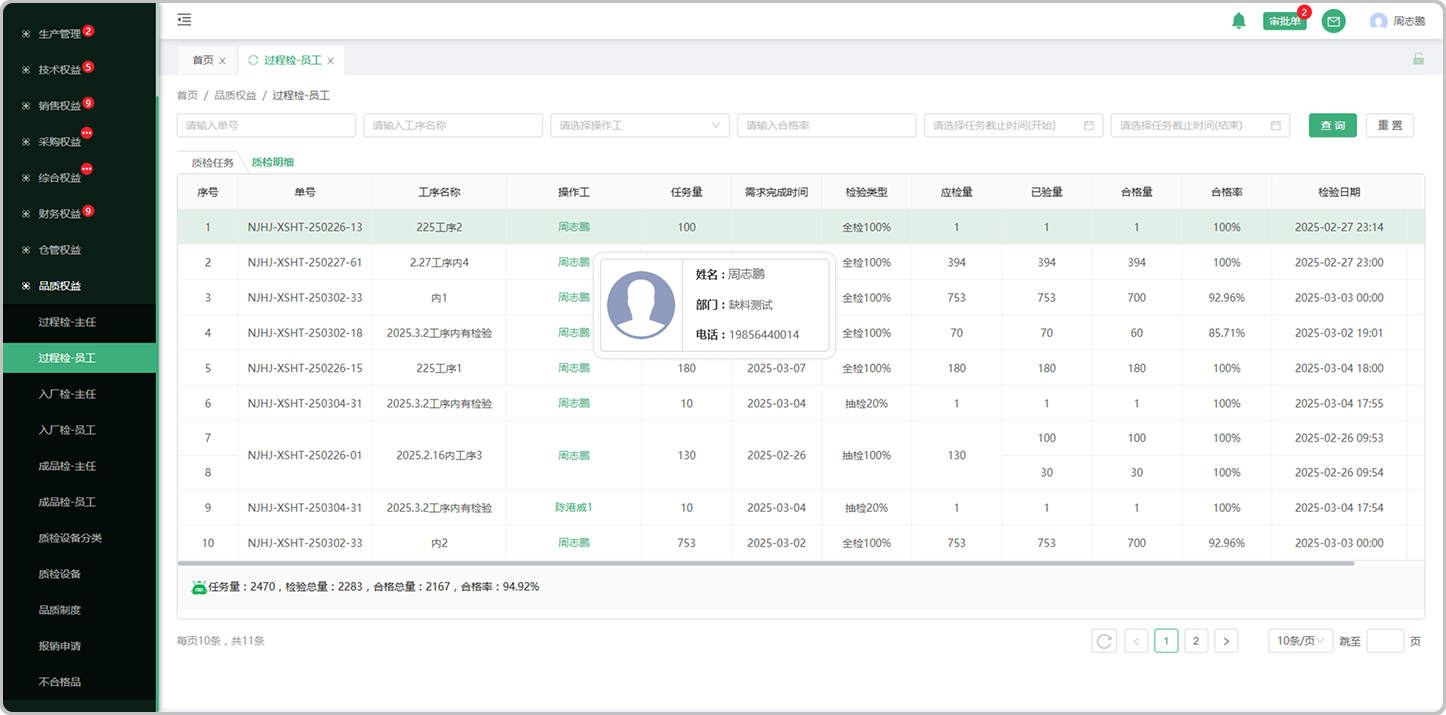 生产管理 2
技术权益 5
销售权益 9
采购权益 •••
综合权益 •••
财务权益 9
仓管权益
品质权益
过程检-主任
过程检-员工
入厂检-主任
入厂检-员工
成品检-主任
成品检-员工
质检设备分类
质检设备
品质制度
报销申请
不合格品
审批单 2 周志鹏
首页 过程检-员工
首页 / 品质权益 / 过程检-员工
请输入单号 请输入工序名称 请选择操作工 请输入合格率 请选择任务截止时间(开始) 请选择任务截止时间(结束) 查 询 重 置
质检任务 质检明细
序号 单号 工序名称 操作工 任务量 需求完成时间 检验类型 应检量 已验量 合格量 合格率 检验日期
1 NJHJ-XSHT-250226-13 225工序2 周志鹏 100 全检100% 1 1 1 100% 2025-02-27 23:14
2 NJHJ-XSHT-250227-61 2.27工序内4 周志鹏 全检100% 394 394 394 100% 2025-02-27 23:00
3 NJHJ-XSHT-250302-33 内1 周志鹏 全检100% 753 753 700 92.96% 2025-03-03 00:00
4 NJHJ-XSHT-250302-18 2025.3.2工序内有检验 周志鹏 全检100% 70 70 60 85.71% 2025-03-02 19:01
姓名：周志鹏
部门：缺料测试
电话：19856440014
5 NJHJ-XSHT-250226-15 225工序1 周志鹏 180 2025-03-07 全检100% 180 180 180 100% 2025-03-04 18:00
6 NJHJ-XSHT-250304-31 2025.3.2工序内有检验 周志鹏 10 2025-03-04 抽检20% 1 1 1 100% 2025-03-04 17:55
7 NJHJ-XSHT-250226-01 2025.2.16内工序3 周志鹏 130 2025-02-26 抽检100% 130 100 100 100% 2025-02-26 09:53
8 30 30 100% 2025-02-26 09:54
9 NJHJ-XSHT-250304-31 2025.3.2工序内有检验 陈港威1 10 2025-03-04 抽检20% 1 1 1 100% 2025-03-04 17:54
10 NJHJ-XSHT-250302-33 内2 周志鹏 753 2025-03-02 全检100% 753 753 700 92.96% 2025-03-03 00:00
任务量：2470，检验总量：2283，合格总量：2167，合格率：94.92%
每页10条，共11条 1 2 10条/页 跳至 页